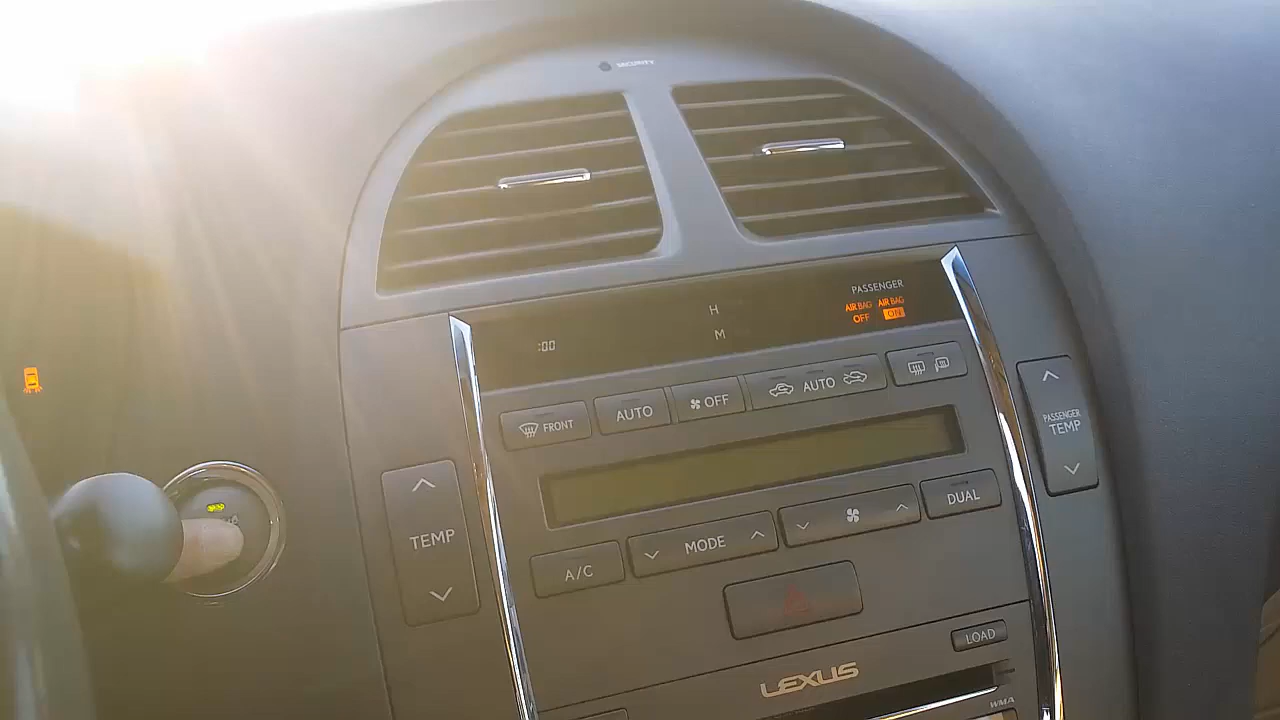 SECURITY
PASSENGER
AIR BAG AIR BAG
OFF ON
H
:00
M
FRONT
AUTO
OFF
AUTO
PASSENGER
TEMP
TEMP
A/C
MODE
DUAL
LOAD
LEXUS
WMA